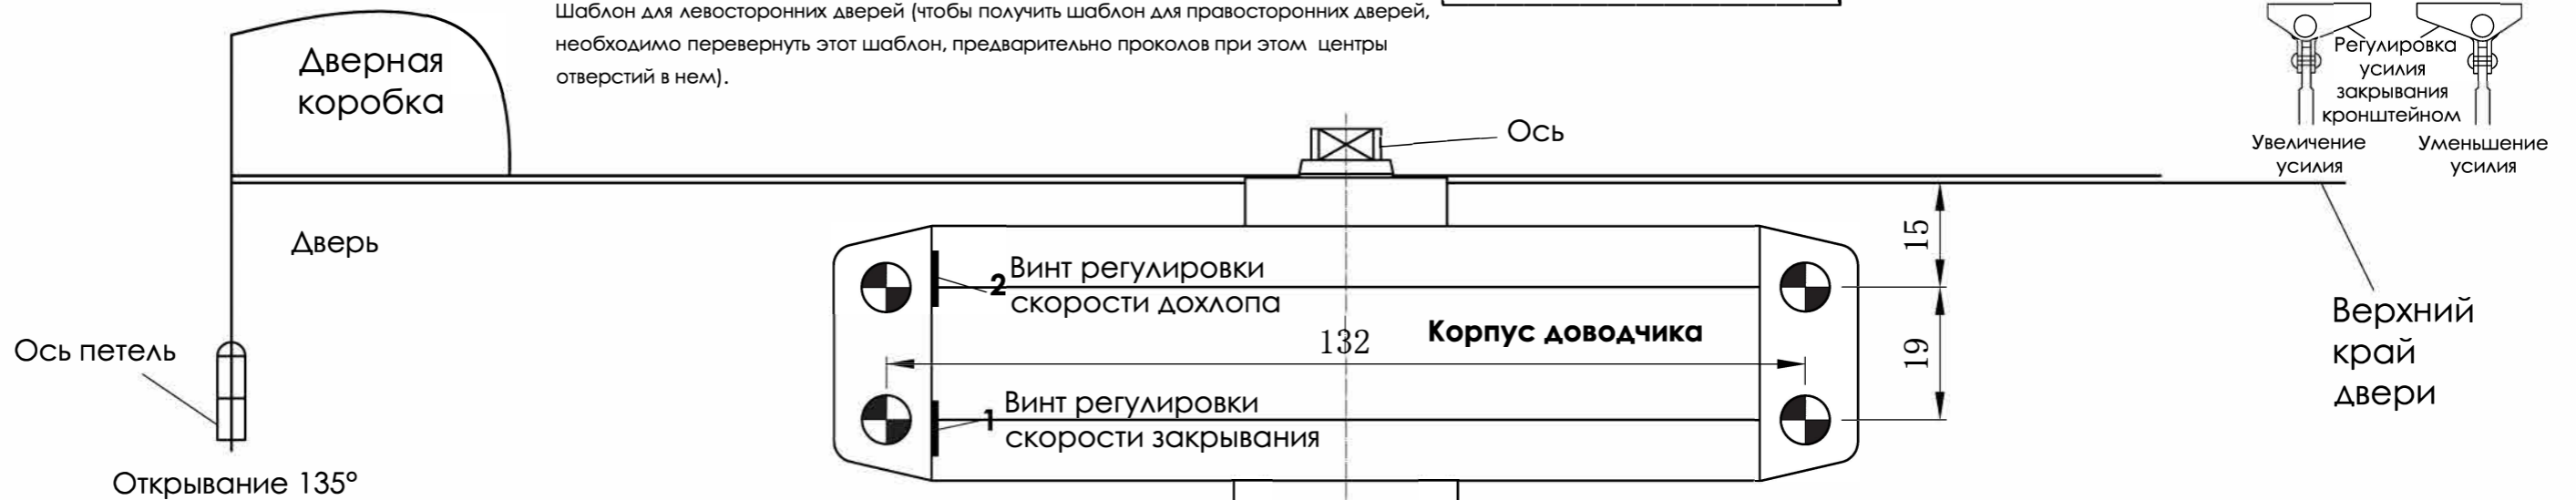 Шаблон для левосторонних дверей (чтобы получить шаблон для правосторонних дверей,
необходимо перевернуть этот шаблон, предварительно проколов при этом центры
отверстий в нем).
Дверная
коробка
Регулировка
усилия
закрывания
кронштейном
Увеличение
усилия
Уменьшение
усилия
Ось
Дверь
15
2 Винт регулировки
скорости дохлопа
132
Корпус доводчика
19
Верхний
край
двери
Ось петель
1 Винт регулировки
скорости закрывания
Открывание 135°